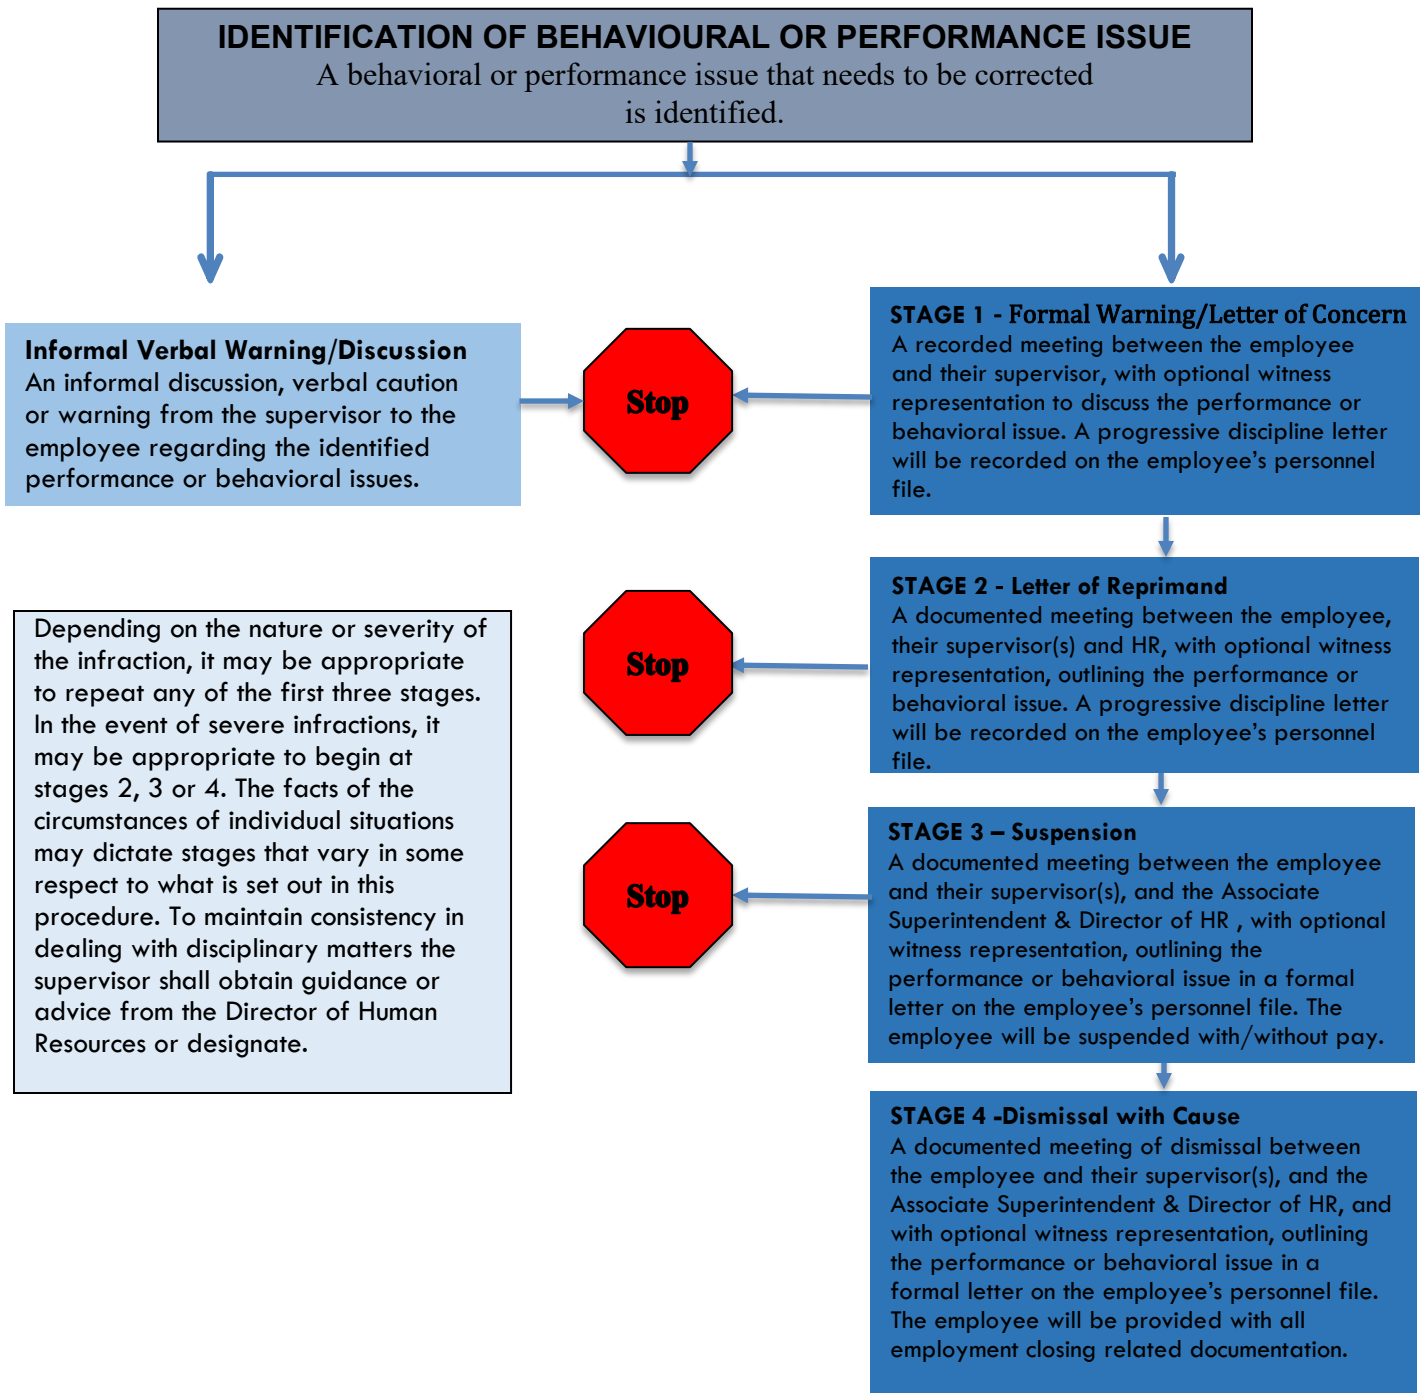 IDENTIFICATION OF BEHAVIOURAL OR PERFORMANCE ISSUE
A behavioral or performance issue that needs to be corrected
is identified.
Informal Verbal Warning/Discussion
An informal discussion, verbal caution
or warning from the supervisor to the
employee regarding the identified
performance or behavioral issues.
Stop
STAGE 1 - Formal Warning/Letter of Concern
A recorded meeting between the employee
and their supervisor, with optional witness
representation to discuss the performance or
behavioral issue. A progressive discipline letter
will be recorded on the employee's personnel
file.
Depending on the nature or severity of
the infraction, it may be appropriate
to repeat any of the first three stages.
In the event of severe infractions, it
may be appropriate to begin at
stages 2, 3 or 4. The facts of the
circumstances of individual situations
may dictate stages that vary in some
respect to what is set out in this
procedure. To maintain consistency in
dealing with disciplinary matters the
supervisor shall obtain guidance or
advice from the Director of Human
Resources or designate.
Stop
STAGE 2 - Letter of Reprimand
A documented meeting between the employee,
their supervisor(s) and HR, with optional witness
representation, outlining the performance or
behavioral issue. A progressive discipline letter
will be recorded on the employee's personnel
file.
Stop
STAGE 3 – Suspension
A documented meeting between the employee
and their supervisor(s), and the Associate
Superintendent & Director of HR , with optional
witness representation, outlining the
performance or behavioral issue in a formal
letter on the employee's personnel file. The
employee will be suspended with/without pay.
STAGE 4 -Dismissal with Cause
A documented meeting of dismissal between
the employee and their supervisor(s), and the
Associate Superintendent & Director of HR, and
with optional witness representation, outlining
the performance or behavioral issue in a
formal letter on the employee's personnel file.
The employee will be provided with all
employment closing related documentation.